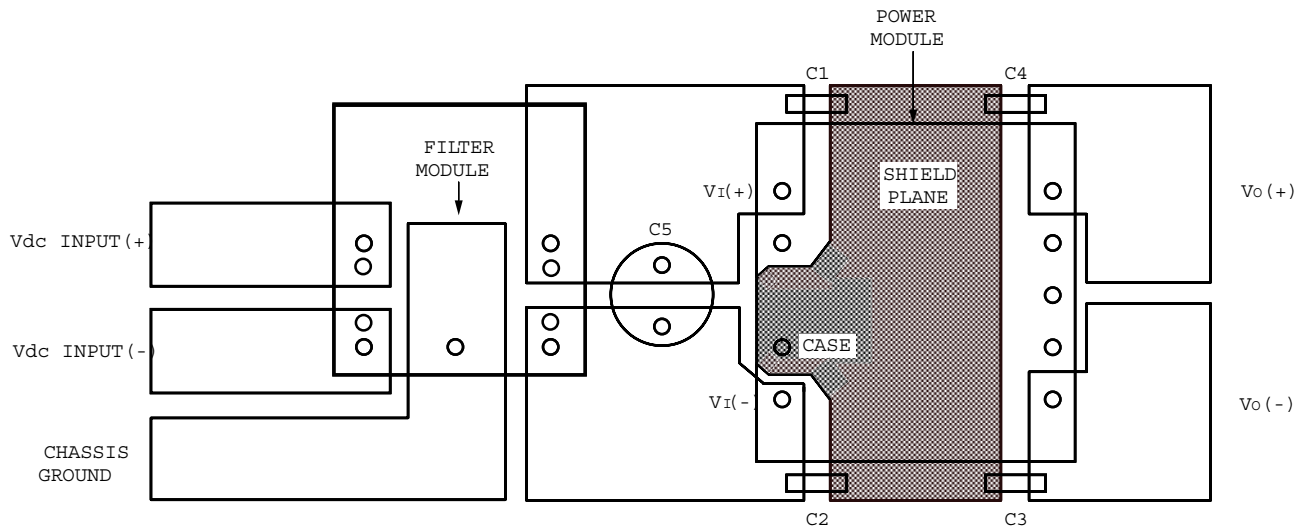 POWER
MODULE
C1
C4
FILTER
MODULE
SHIELD
PLANE
VI(+)
VO(+)
C5
Vdc INPUT(+)
CASE
Vdc INPUT(-)
VI(-)
VO(-)
CHASSIS
GROUND
C2
C3